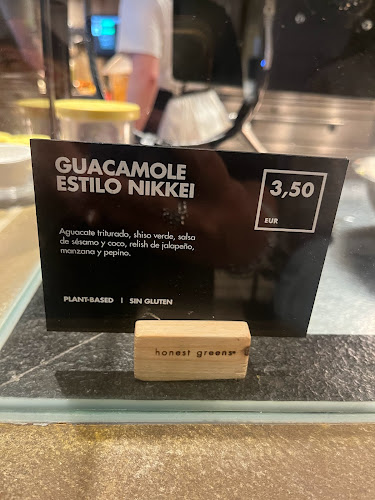 GUACAMOLE
ESTILO NIKKEI
3,50
EUR
Aguacate triturado, shiso verde, salsa
de sésamo y coco, relish de jalapeño,
manzana y pepino.
PLANT-BASED | SIN GLUTEN
honest greens®